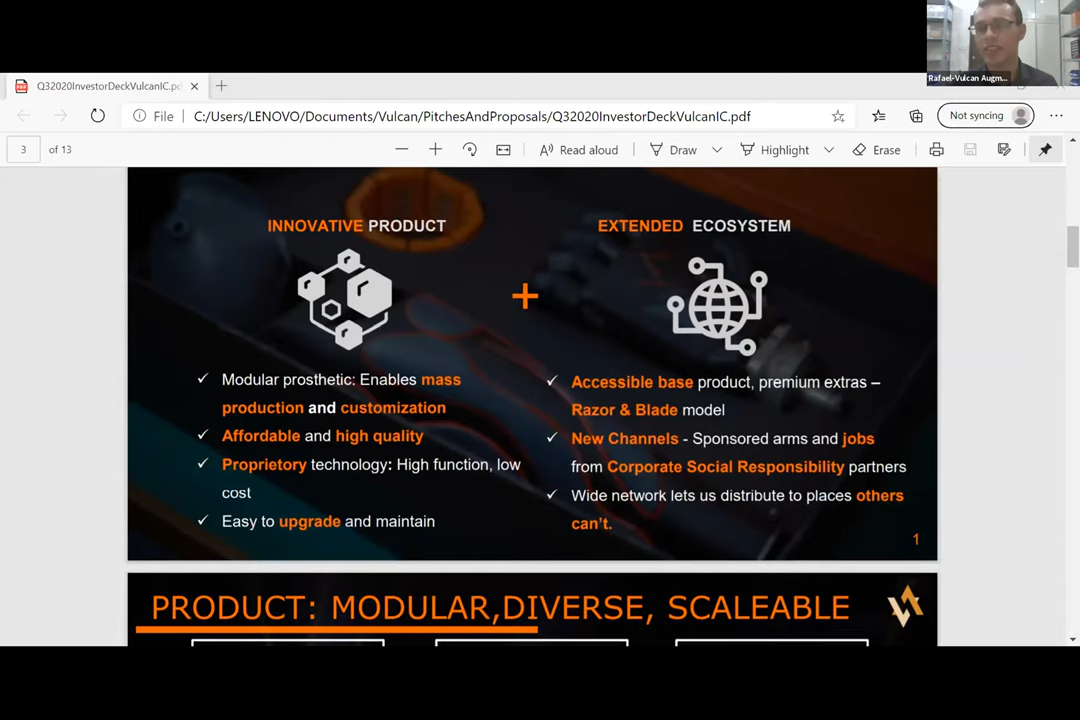 Rafael-Vulcan Augm...
Q32020InvestorDeckVulcanIC.pd
File
C:/Users/LENOVO/Documents/Vulcan/PitchesAndProposals/Q32020InvestorDeckVulcanIC.pdf
Not syncing
3 of 13
Read aloud
Draw
Highlight
Erase
INNOVATIVE PRODUCT
Modular prosthetic: Enables mass
production and customization
Affordable and high quality
Proprietary technology: High function, low
cost
Easy to upgrade and maintain
+
EXTENDED ECOSYSTEM
Accessible base product, premium extras –
Razor & Blade model
New Channels - Sponsored arms and jobs
from Corporate Social Responsibility partners
Wide network lets us distribute to places others
can't.
1
PRODUCT: MODULAR,DIVERSE, SCALEABLE